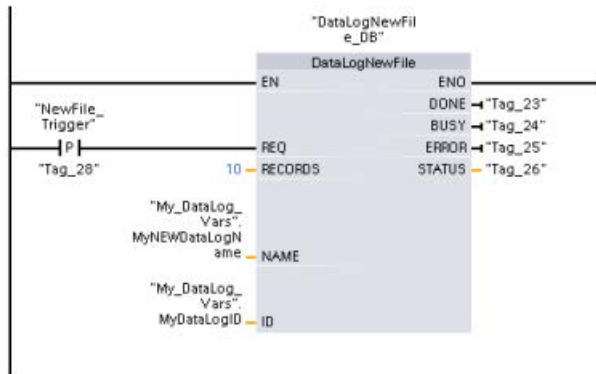 "DataLogNewFil
e_DB"
DataLogNewFile
EN
ENO
DONE
"Tag_23"
"NewFile_
Trigger"
BUSY
"Tag_24"
P
REQ
ERROR
"Tag_25"
"Tag_28"
10
RECORDS
STATUS
"Tag_26"
"My_DataLog_
Vars".
MyNEWDataLogN
ame
NAME
"My_DataLog_
Vars".
MyDataLogID
ID